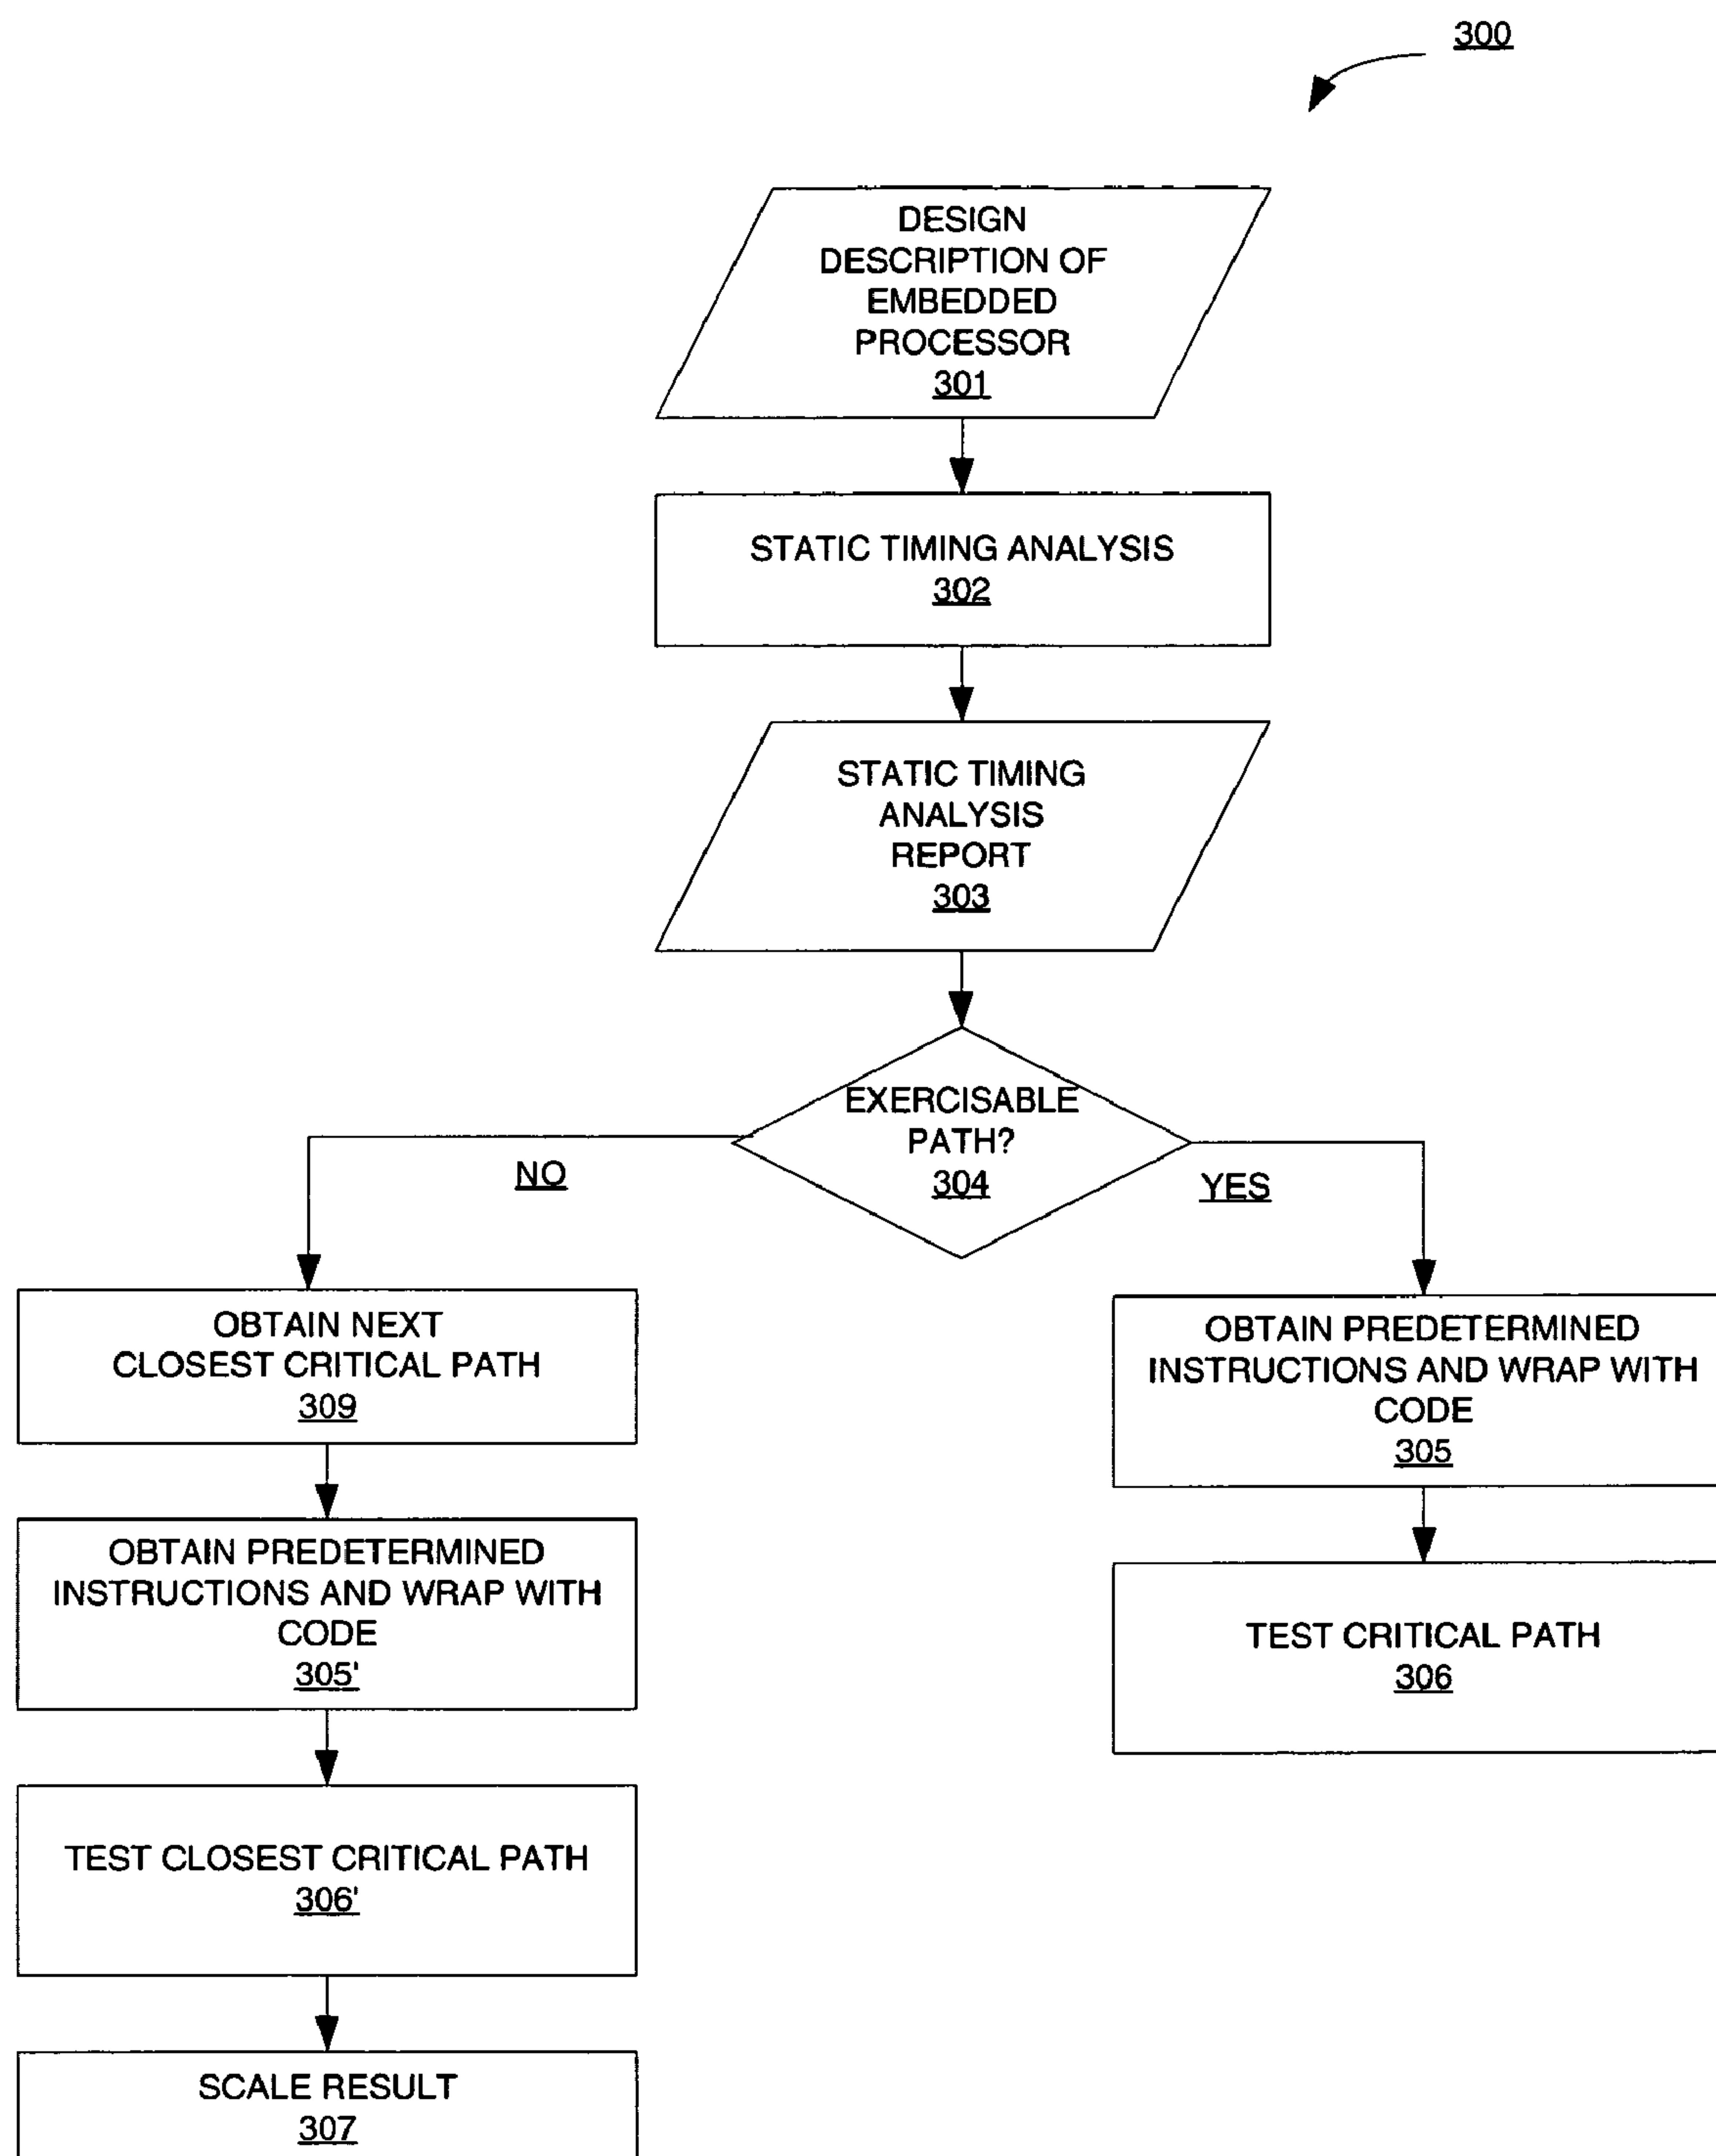 300
DESIGN
DESCRIPTION OF
EMBEDDED
PROCESSOR
301
STATIC TIMING ANALYSIS
302
STATIC TIMING
ANALYSIS
REPORT
303
EXERCISABLE
PATH?
304
NO
YES
OBTAIN NEXT
CLOSEST CRITICAL PATH
309
OBTAIN PREDETERMINED
INSTRUCTIONS AND WRAP WITH
CODE
305'
TEST CLOSEST CRITICAL PATH
306'
SCALE RESULT
307
OBTAIN PREDETERMINED
INSTRUCTIONS AND WRAP WITH
CODE
305
TEST CRITICAL PATH
306